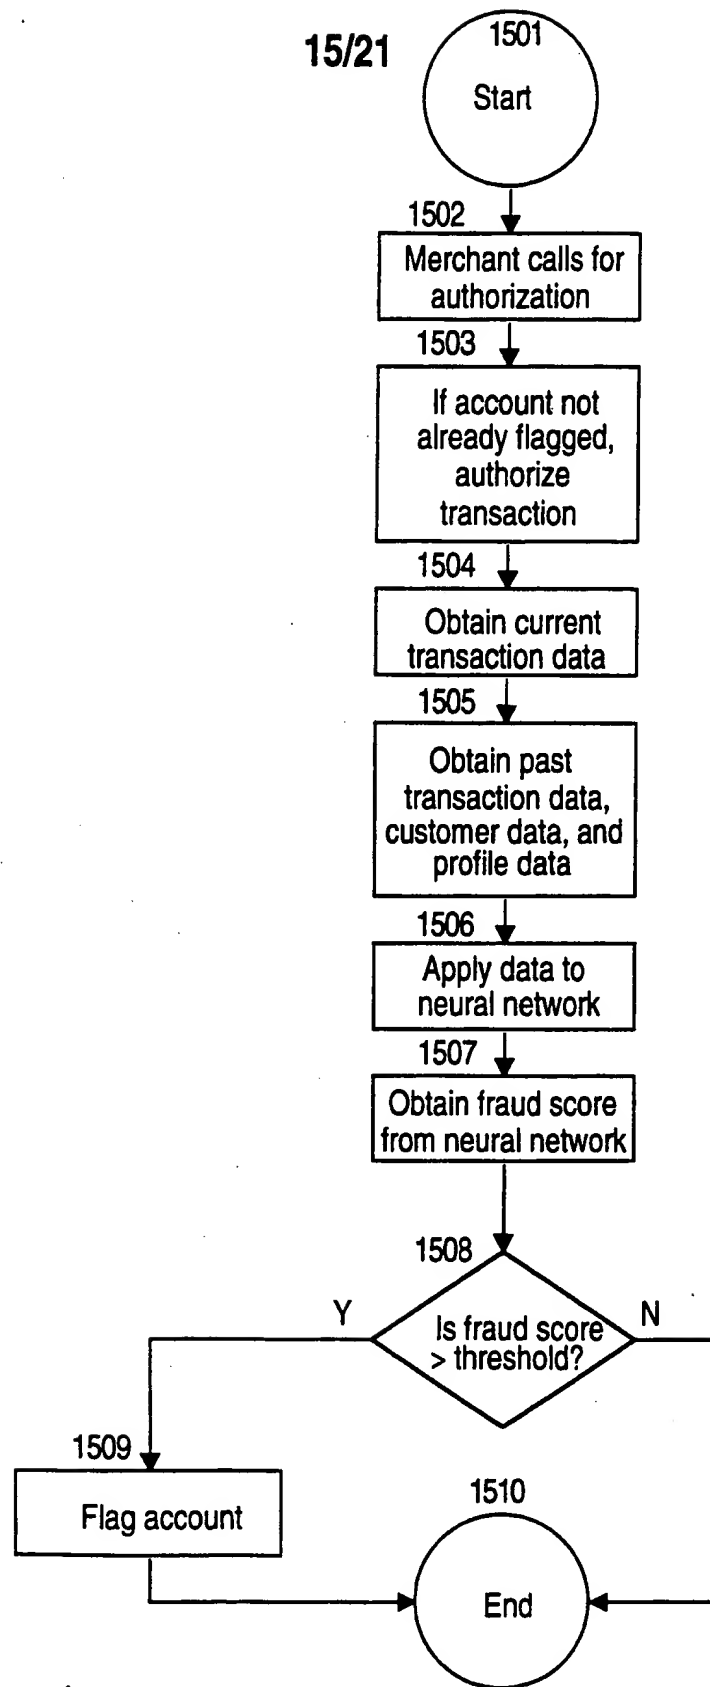 15/21
1501
Start
1502
Merchant calls for
authorization
1503
If account not
already flagged,
authorize
transaction
1504
Obtain current
transaction data
1505
Obtain past
transaction data,
customer data, and
profile data
1506
Apply data to
neural network
1507
Obtain fraud score
from neural network
1508
Y
Is fraud score
> threshold?
N
1509
Flag account
1510
End